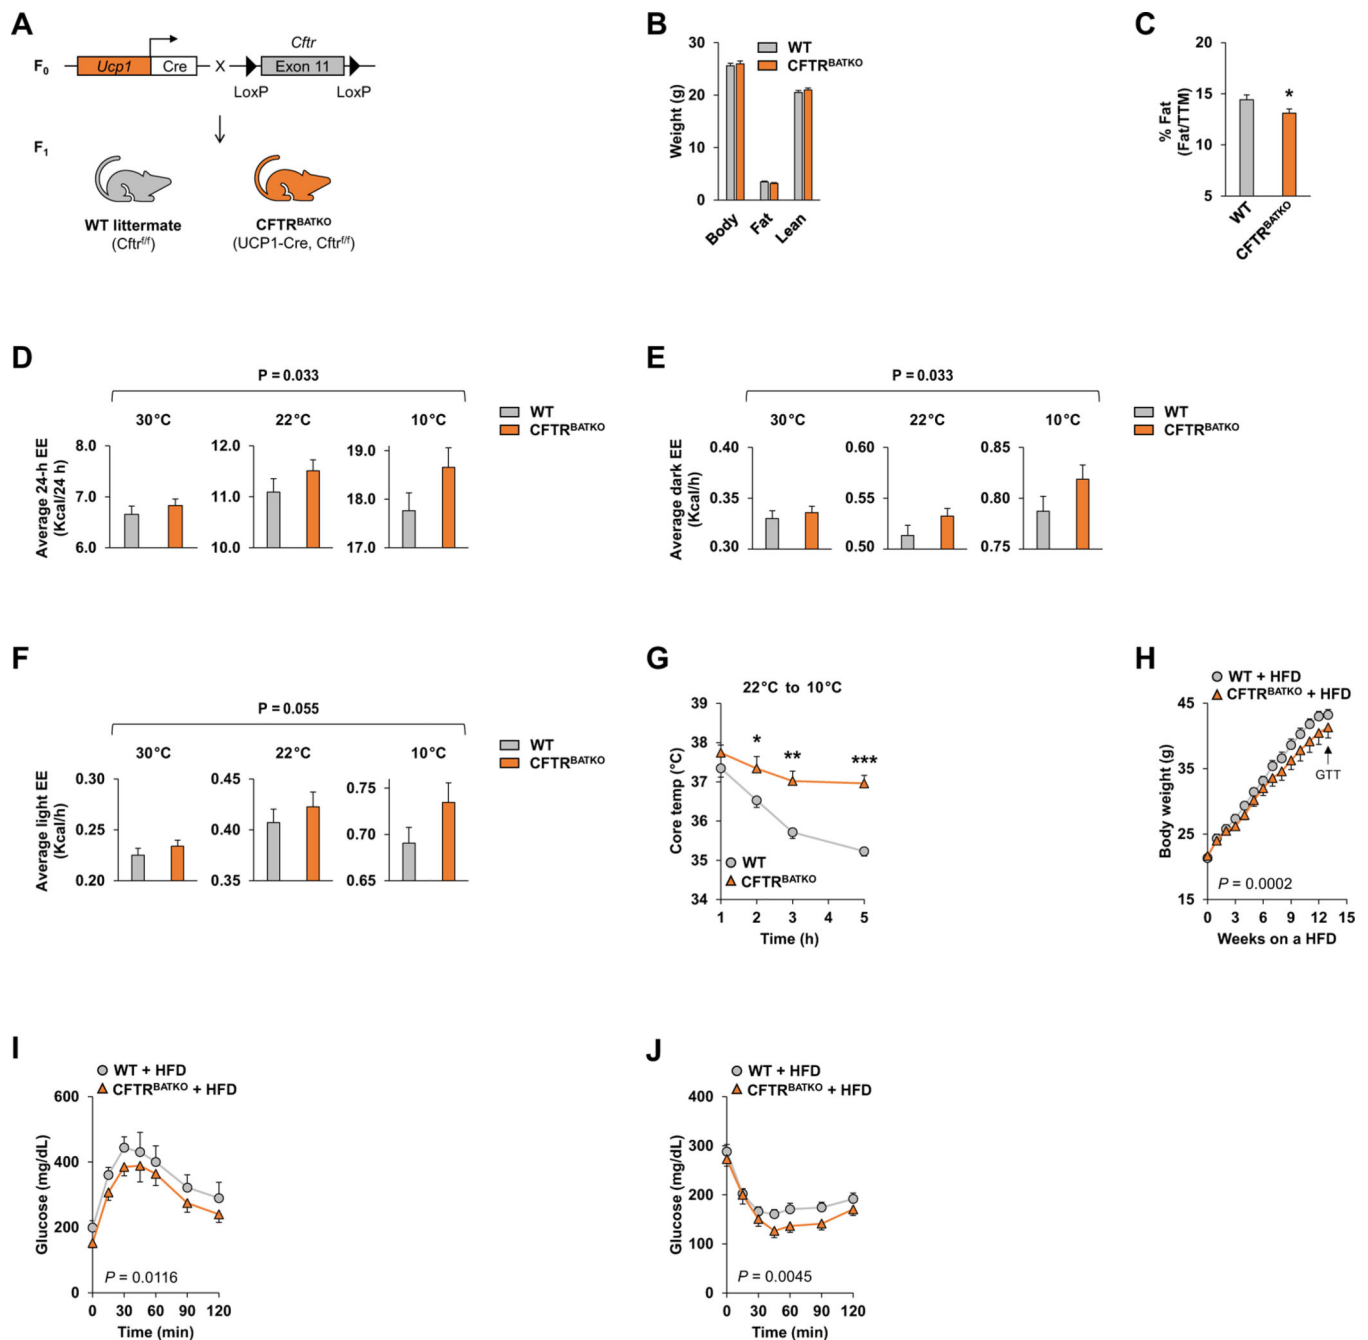 A
Cftr
F0
Ucp1
Cre
X
Exon 11
LoxP
LoxP
F1
WT littermate
(Cftrf/f)
CFTRBATKO
(UCP1-Cre, Cftrf/f)
B
WT
CFTRBATKO
Weight (g)
30
20
10
0
Body
Fat
Lean
C
% Fat
(Fat/TTM)
20
15
10
5
*
WT
CFTRBATKO
D
P = 0.033
30°C
22°C
10°C
WT
CFTRBATKO
Average 24-h EE
(Kcal/24 h)
8.0
7.0
6.0
12.0
11.0
10.0
19.0
18.0
17.0
E
P = 0.033
30°C
22°C
10°C
WT
CFTRBATKO
Average dark EE
(Kcal/h)
0.40
0.35
0.30
0.60
0.55
0.50
0.85
0.80
0.75
F
P = 0.055
30°C
22°C
10°C
WT
CFTRBATKO
Average light EE
(Kcal/h)
0.30
0.25
0.20
0.45
0.40
0.35
0.75
0.70
0.65
G
22°C to 10°C
Core temp (°C)
39
38
37
36
35
34
*
**
***
WT
CFTRBATKO
1 2 3 4 5
Time (h)
H
WT + HFD
CFTRBATKO + HFD
Body weight (g)
45
35
25
15
GTT
P = 0.0002
0 3 6 9 12 15
Weeks on a HFD
I
WT + HFD
CFTRBATKO + HFD
Glucose (mg/dL)
600
400
200
0
P = 0.0116
0 30 60 90 120
Time (min)
J
WT + HFD
CFTRBATKO + HFD
Glucose (mg/dL)
400
300
200
100
0
P = 0.0045
0 30 60 90 120
Time (min)